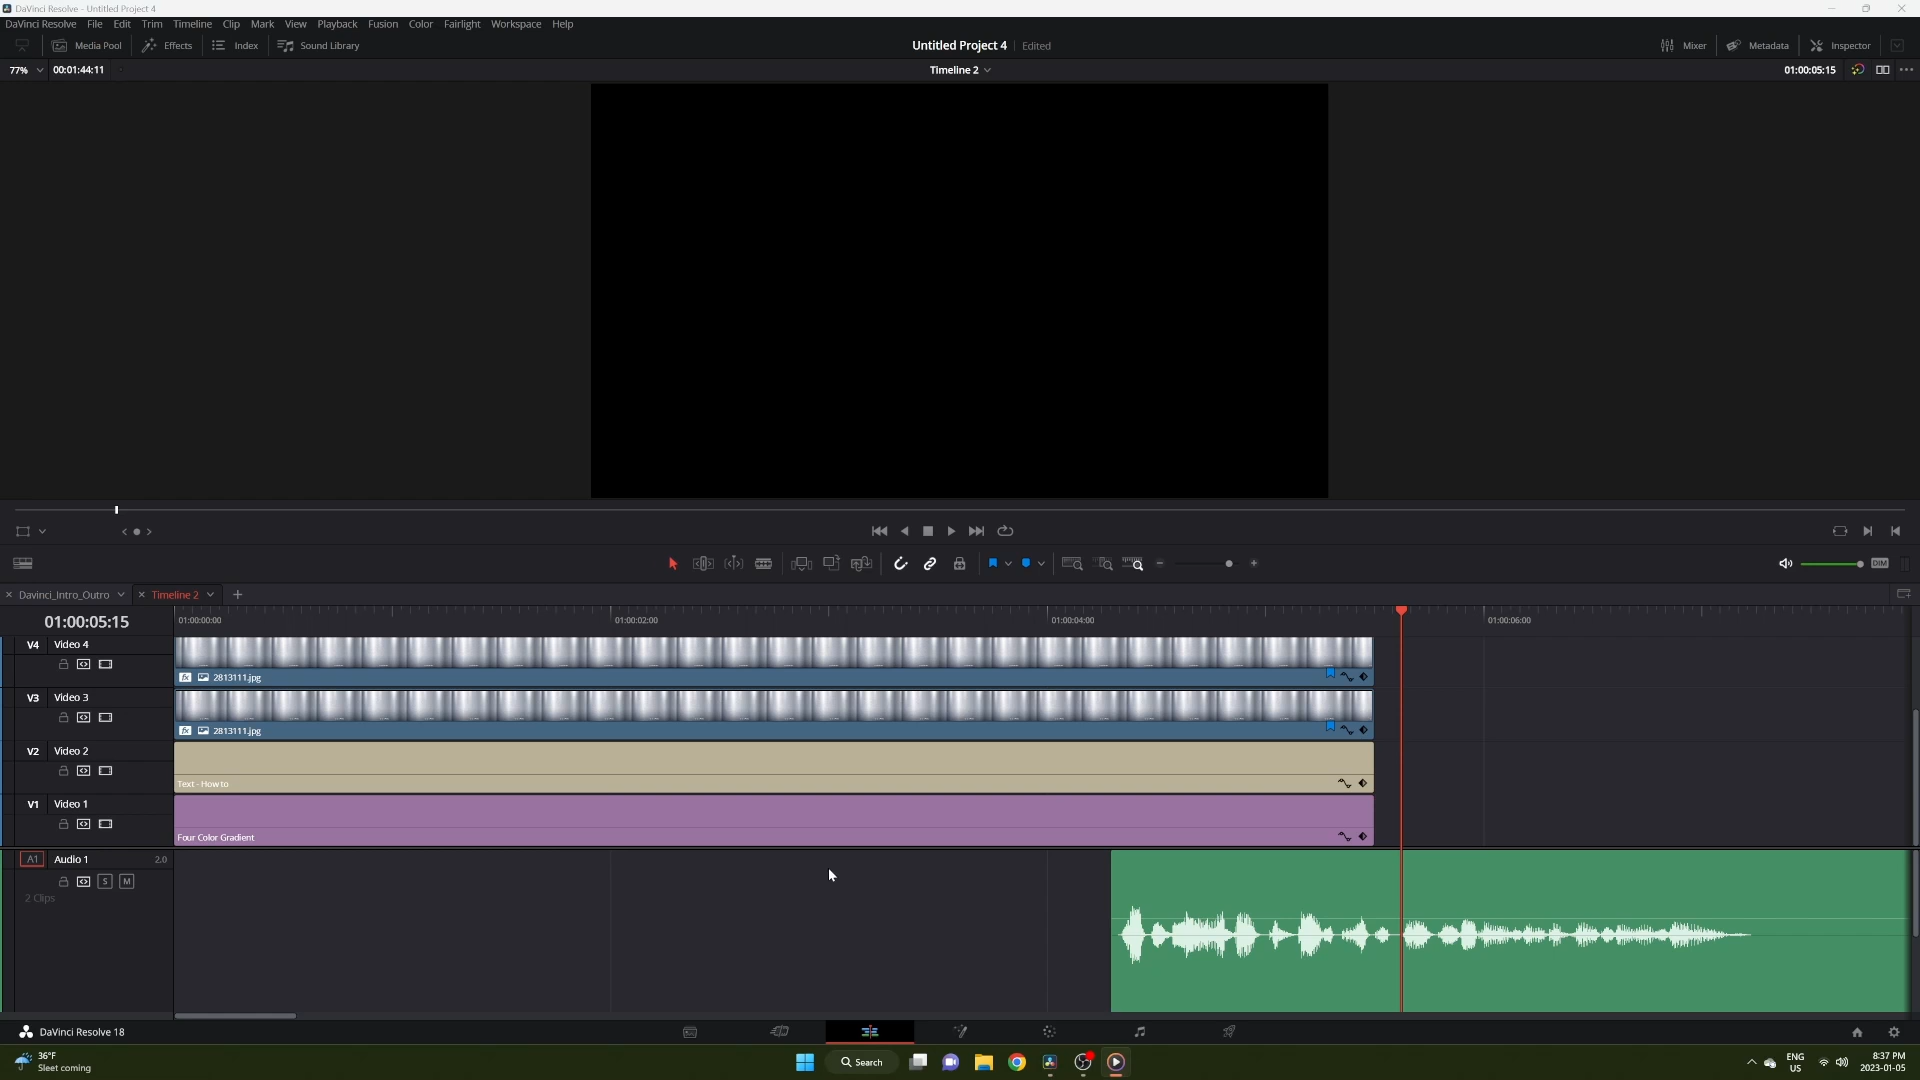 DaVinci Resolve - Untitled Project 4
DaVinci Resolve File Edit Trim Timeline Clip Mark View Playback Fusion Color Fairlight Workspace Help
Media Pool Effects Index Sound Library Untitled Project 4 Edited Mixer Metadata Inspector
77% 00:01:44:11 Timeline 2 01:00:05:15
DIM
Davinci_Intro_Outro Timeline 2
01:00:05:15 01:00:00:00 01:00:02:00 01:00:04:00 01:00:06:00
V4 Video 4
2813111.jpg
V3 Video 3
2813111.jpg
V2 Video 2
Text - How to
V1 Video 1
Four Color Gradient
A1 Audio 1 2.0
S M
2 Clips
DaVinci Resolve 18
36°F
Sleet coming
Search
ENG
US
8:37 PM
2023-01-05